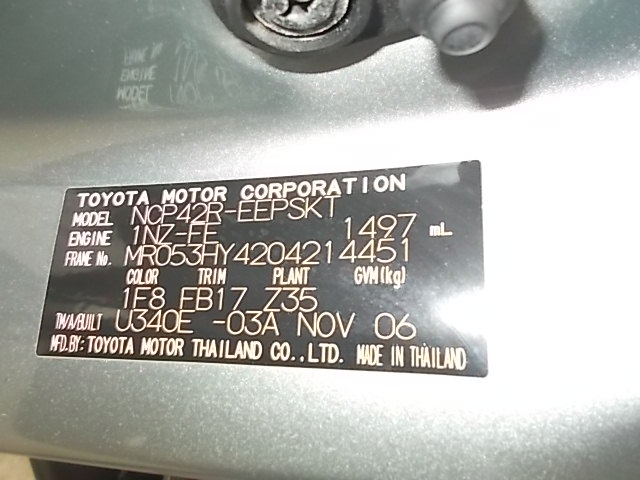 TOYOTA MOTOR CORPORATION
MODEL NCP42R-EEPSKT
ENGINE 1NZ-FE 1497 mL
FRAME No. MR053HY4204214451
COLOR TRIM PLANT GVM(kg)
1F8 FB17 Z35
TM/A/BUILT U340E -03A NOV 06
MFD.BY: TOYOTA MOTOR THAILAND CO.,LTD. MADE IN THAILAND